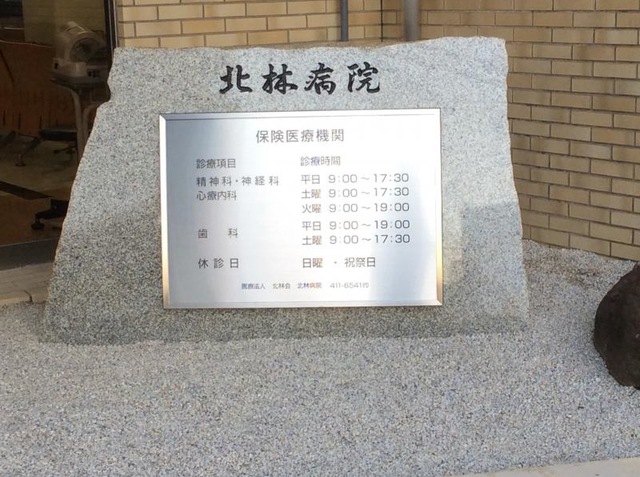 北林病院
保険医療機関
診療項目 診療時間
精神科・神経科 平日 9:00～17:30
心療内科 土曜 9:00～17:30
火曜 9:00～19:00
歯科 平日 9:00～19:00
土曜 9:00～17:30
休診日 日曜・祝祭日
医療法人 北林会 北林病院